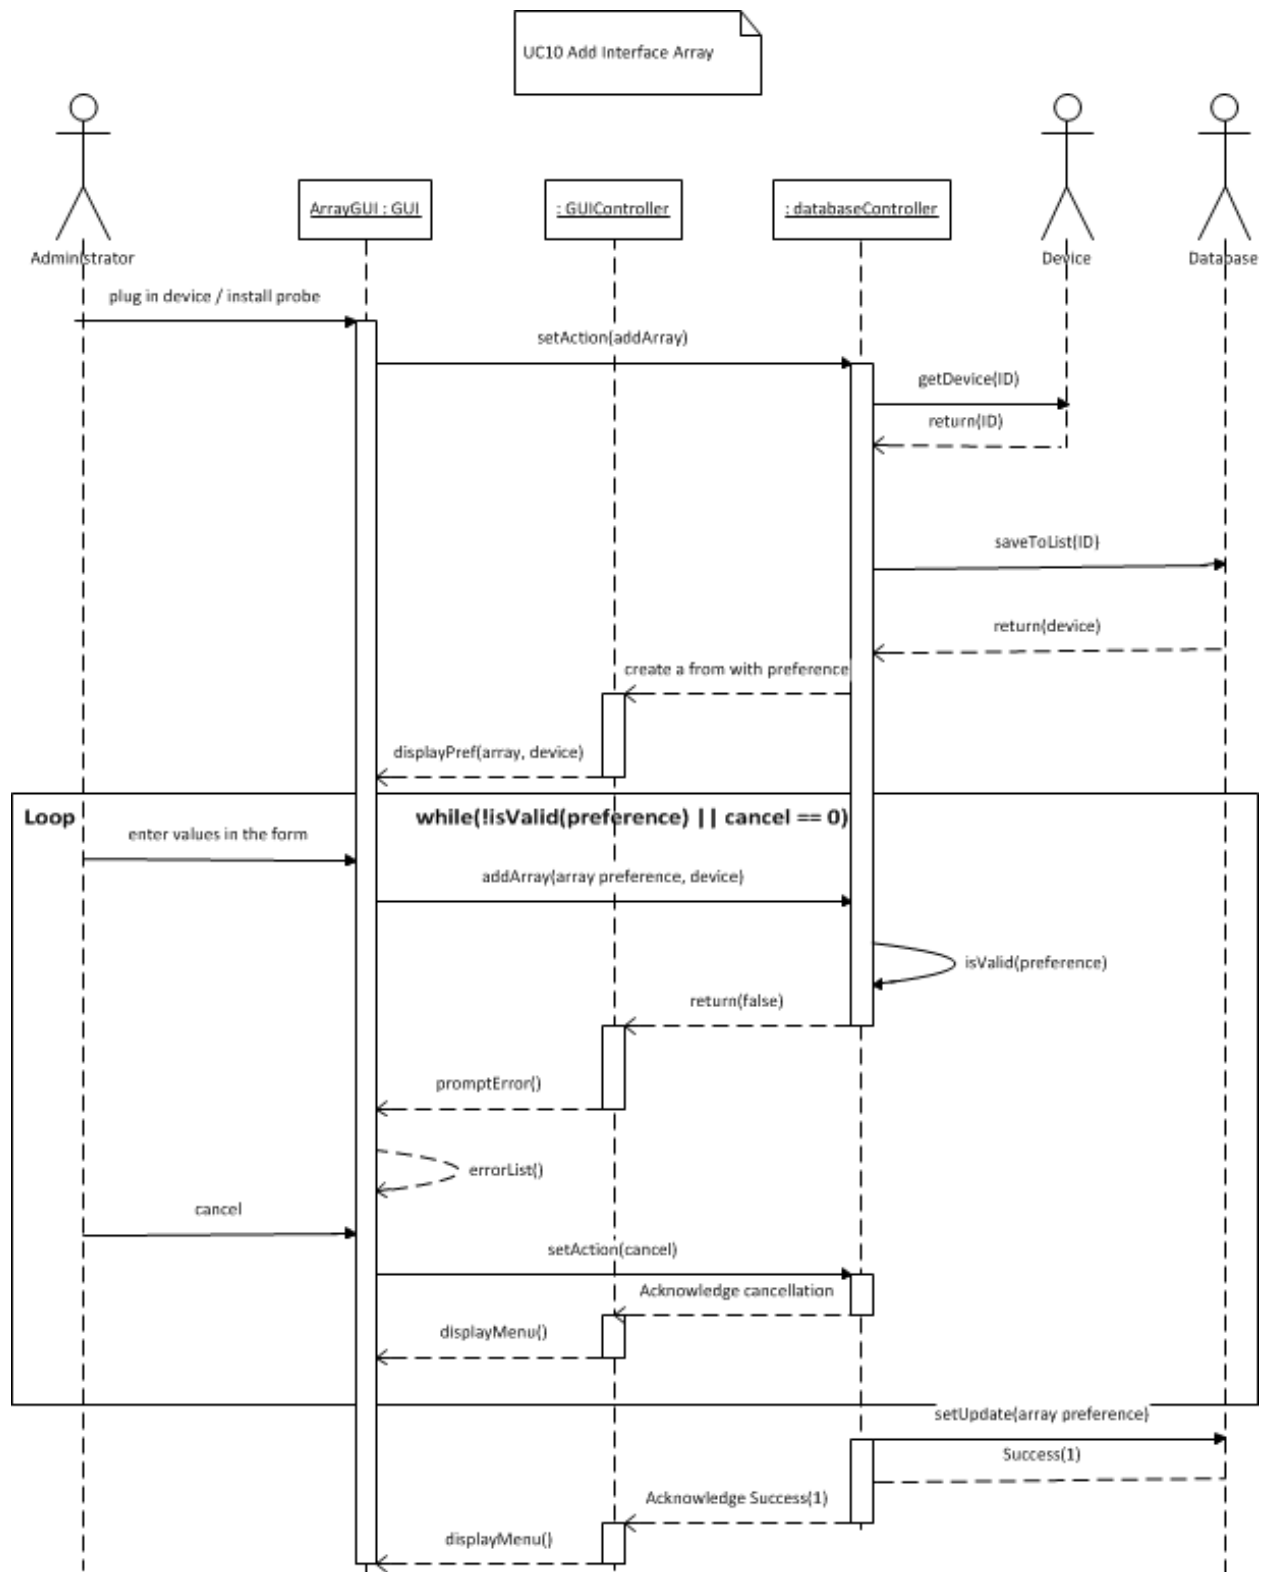 UC10 Add Interface Array
ArrayGUI : GUI
: GUIController
: databaseController
Administrator
Device
Database
plug in device / install probe
setAction(addArray)
getDevice(ID)
return(ID)
saveToList(ID)
return(device)
create a from with preference
displayPref(array, device)
Loop
while(!isValid(preference) || cancel == 0)
enter values in the form
addArray(array preference, device)
isValid(preference)
return(false)
promptError()
errorList()
cancel
setAction(cancel)
Acknowledge cancellation
displayMenu()
setUpdate(array preference)
Success(1)
Acknowledge Success(1)
displayMenu()